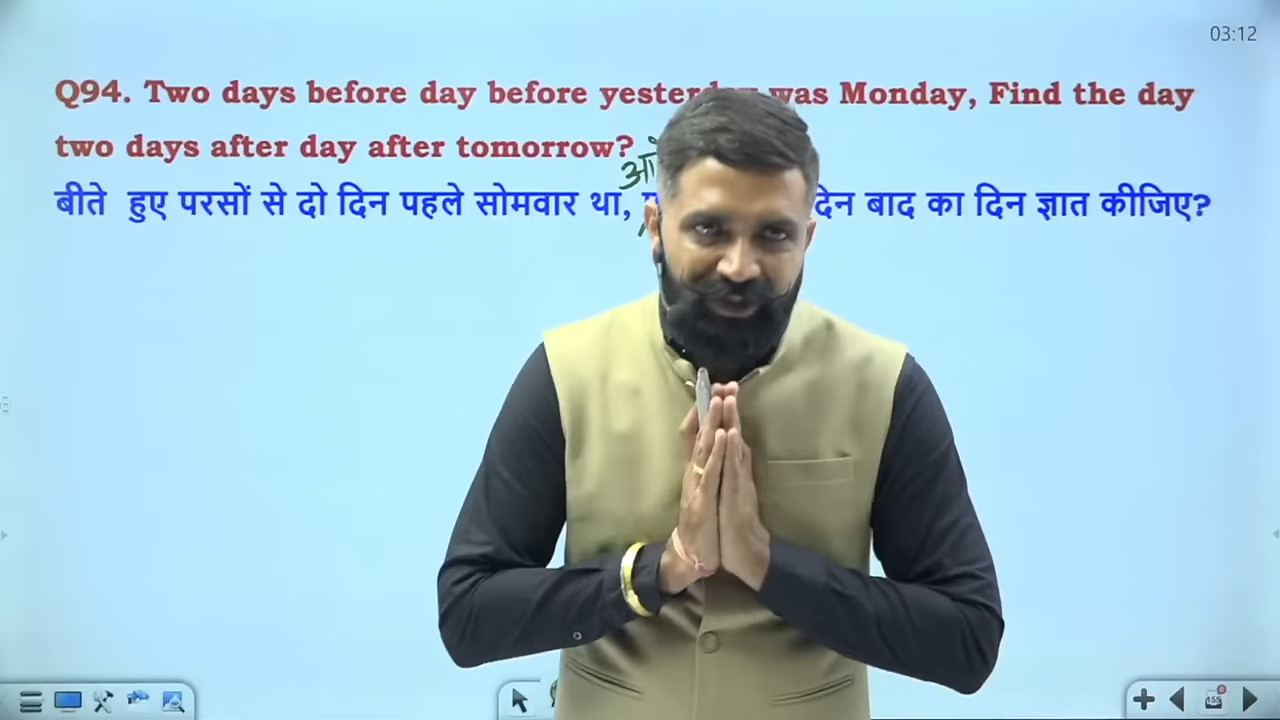 03:12
Q94. Two days before day before yesterday was Monday, Find the day
two days after day after tomorrow?
बीते हुए परसों से दो दिन पहले सोमवार था, दिन बाद का दिन ज्ञात कीजिए?